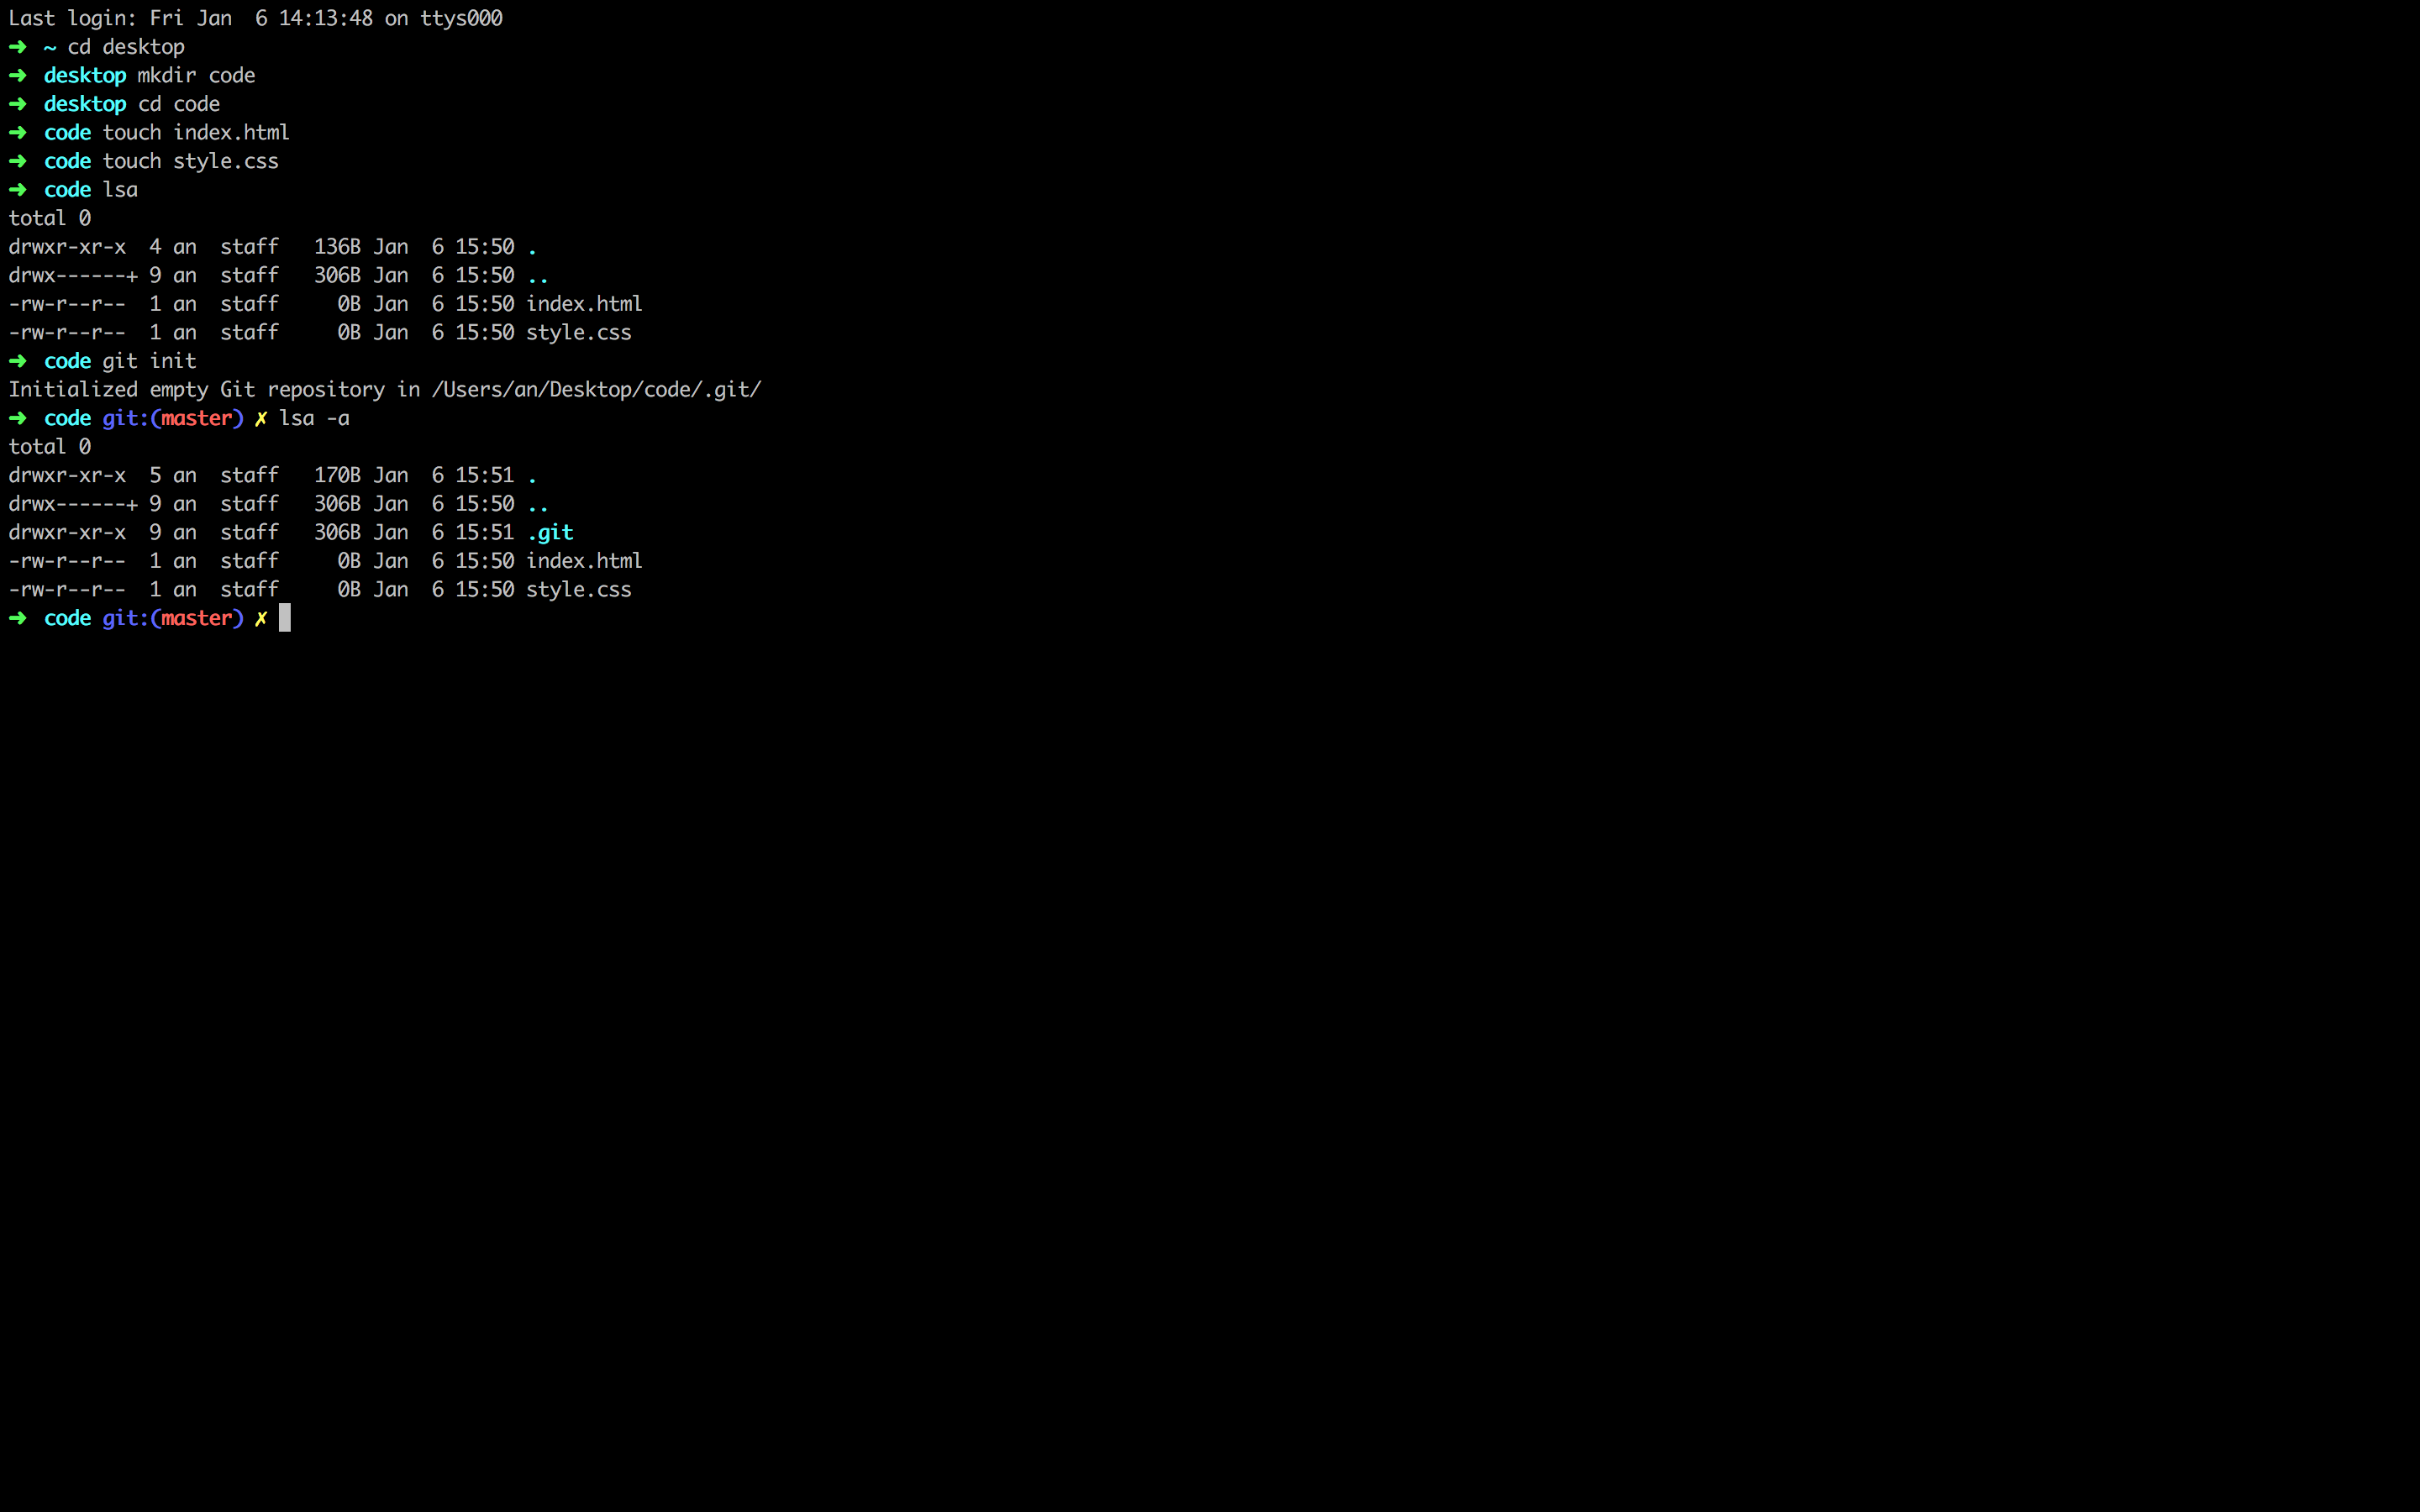 Last login: Fri Jan  6 14:13:48 on ttys000
➜  ~ cd desktop
➜  desktop mkdir code
➜  desktop cd code
➜  code touch index.html
➜  code touch style.css
➜  code lsa
total 0
drwxr-xr-x  4 an  staff   136B Jan  6 15:50 .
drwx------+ 9 an  staff   306B Jan  6 15:50 ..
-rw-r--r--  1 an  staff     0B Jan  6 15:50 index.html
-rw-r--r--  1 an  staff     0B Jan  6 15:50 style.css
➜  code git init
Initialized empty Git repository in /Users/an/Desktop/code/.git/
➜  code git:(master) ✗ lsa -a
total 0
drwxr-xr-x  5 an  staff   170B Jan  6 15:51 .
drwx------+ 9 an  staff   306B Jan  6 15:50 ..
drwxr-xr-x  9 an  staff   306B Jan  6 15:51 .git
-rw-r--r--  1 an  staff     0B Jan  6 15:50 index.html
-rw-r--r--  1 an  staff     0B Jan  6 15:50 style.css
➜  code git:(master) ✗